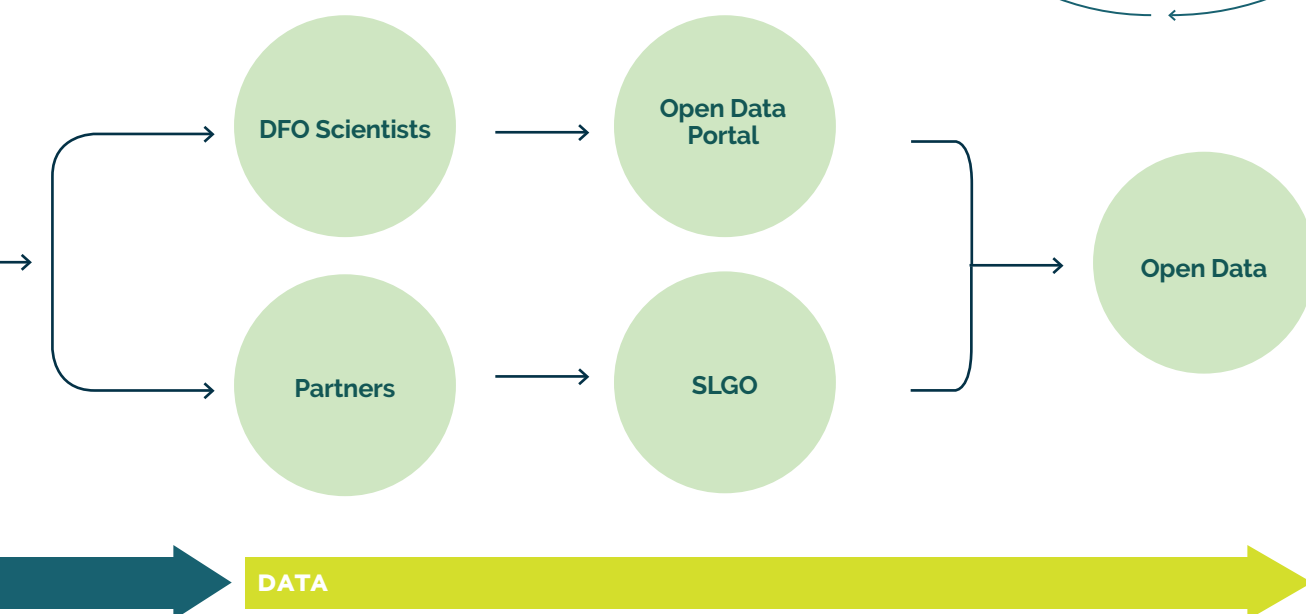 DFO Scientists
Open Data
Portal
Open Data
Partners
SLGO
DATA